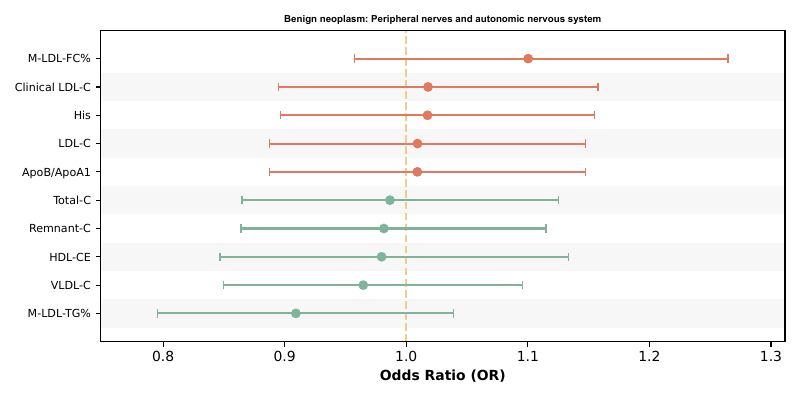 Benign neoplasm: Peripheral nerves and autonomic nervous system
M-LDL-FC%
Clinical LDL-C
His
LDL-C
ApoB/ApoA1
Total-C
Remnant-C
HDL-CE
VLDL-C
M-LDL-TG%
0.8 0.9 1.0 1.1 1.2 1.3
Odds Ratio (OR)